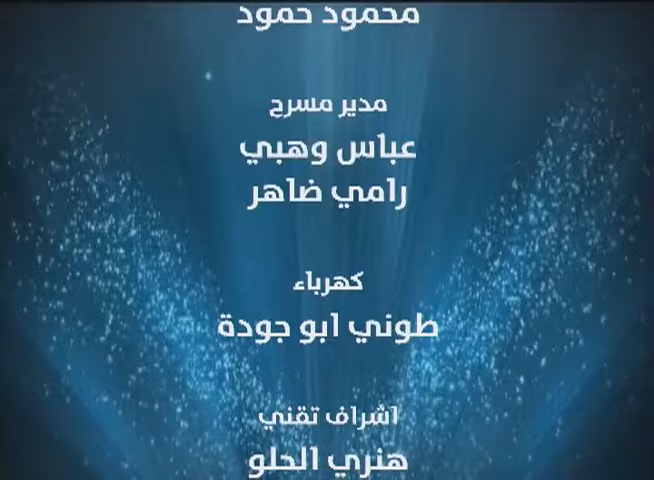 محمود حمود
مدير مسرح
عباس وهبي
رامي ضاهر
كهرباء
طوني ابو جودة
اشراف تقني
هنري الحلو